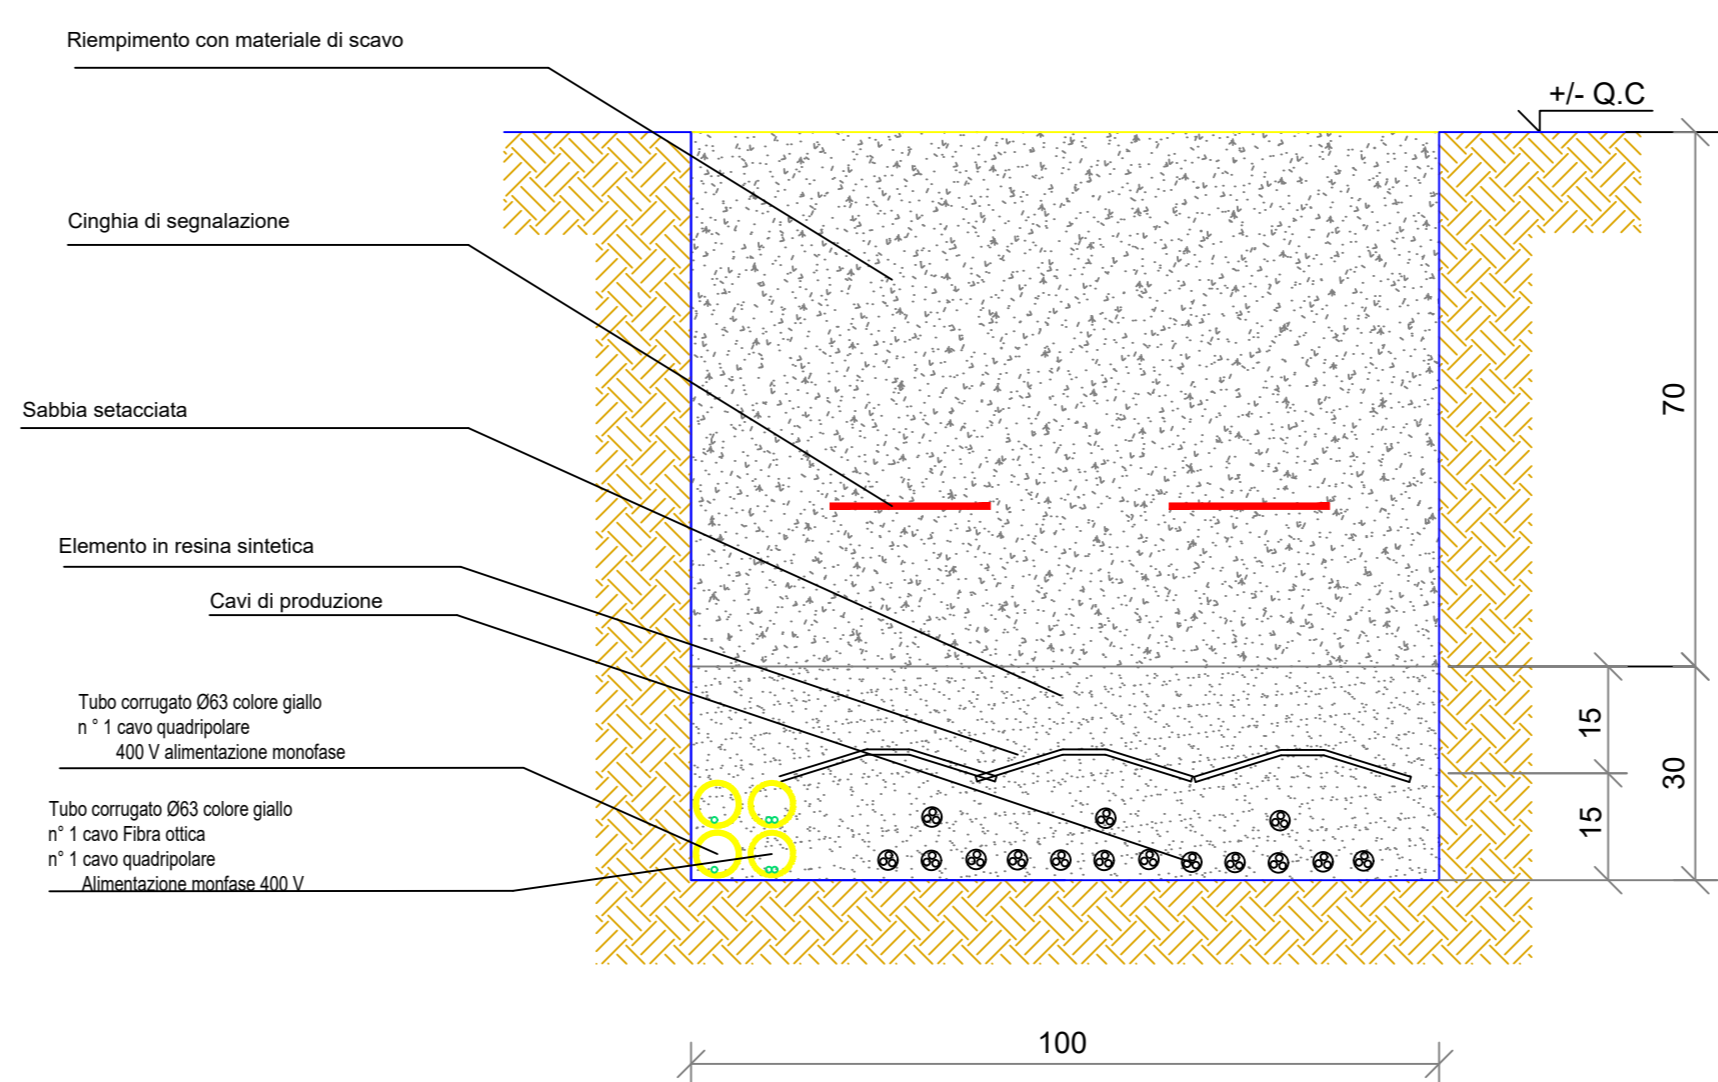 Riempimento con materiale di scavo
+/- Q.C
Cinghia di segnalazione
70
Sabbia setacciata
Elemento in resina sintetica
Cavi di produzione
Tubo corrugato Ø63 colore giallo
n ° 1 cavo quadripolare
400 V alimentazione monofase
15
30
15
Tubo corrugato Ø63 colore giallo
n° 1 cavo Fibra ottica
n° 1 cavo quadripolare
Alimentazione monfase 400 V
100